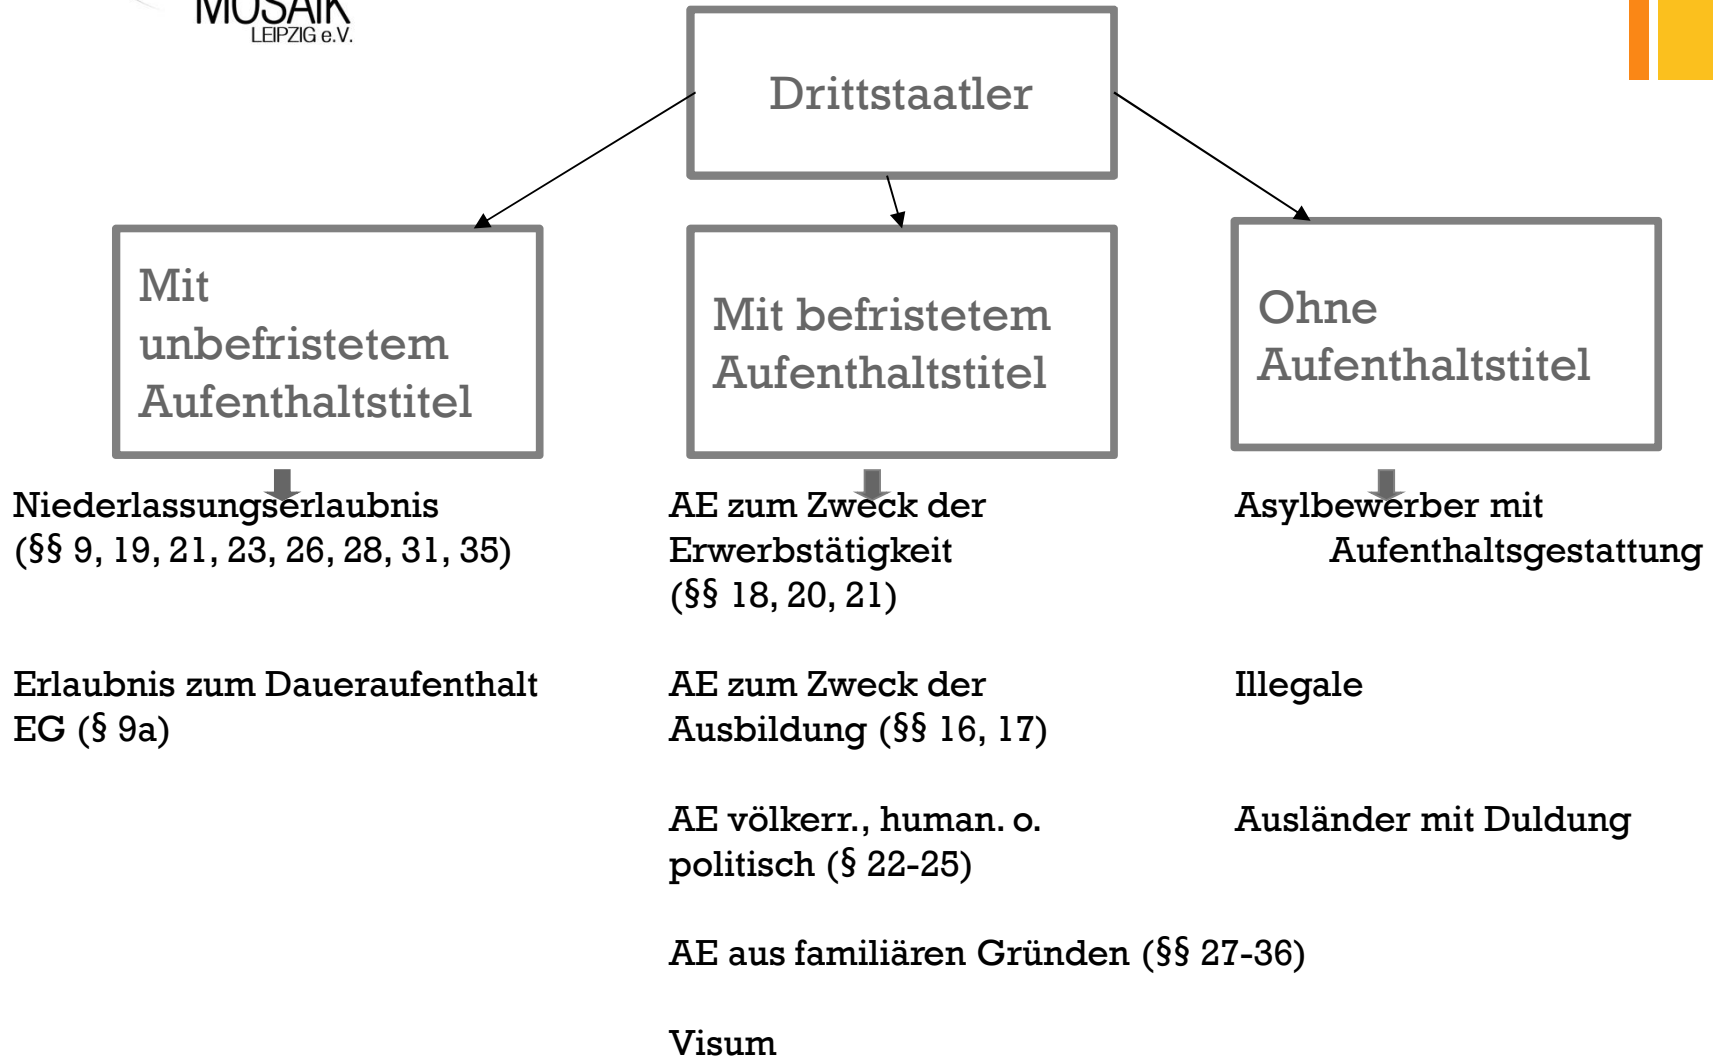 MOSAIK
LEIPZIG e.V.
Drittstaatler
Mit
unbefristetem
Aufenthaltstitel
Mit befristetem
Aufenthaltstitel
Ohne
Aufenthaltstitel
Niederlassungserlaubnis
(§§ 9, 19, 21, 23, 26, 28, 31, 35)
Erlaubnis zum Daueraufenthalt
EG (§ 9a)
AE zum Zweck der
Erwerbstätigkeit
(§§ 18, 20, 21)
AE zum Zweck der
Ausbildung (§§ 16, 17)
AE völkerr., human. o.
politisch (§ 22-25)
AE aus familiären Gründen (§§ 27-36)
Visum
Asylbewerber mit
Aufenthaltsgestattung
Illegale
Ausländer mit Duldung